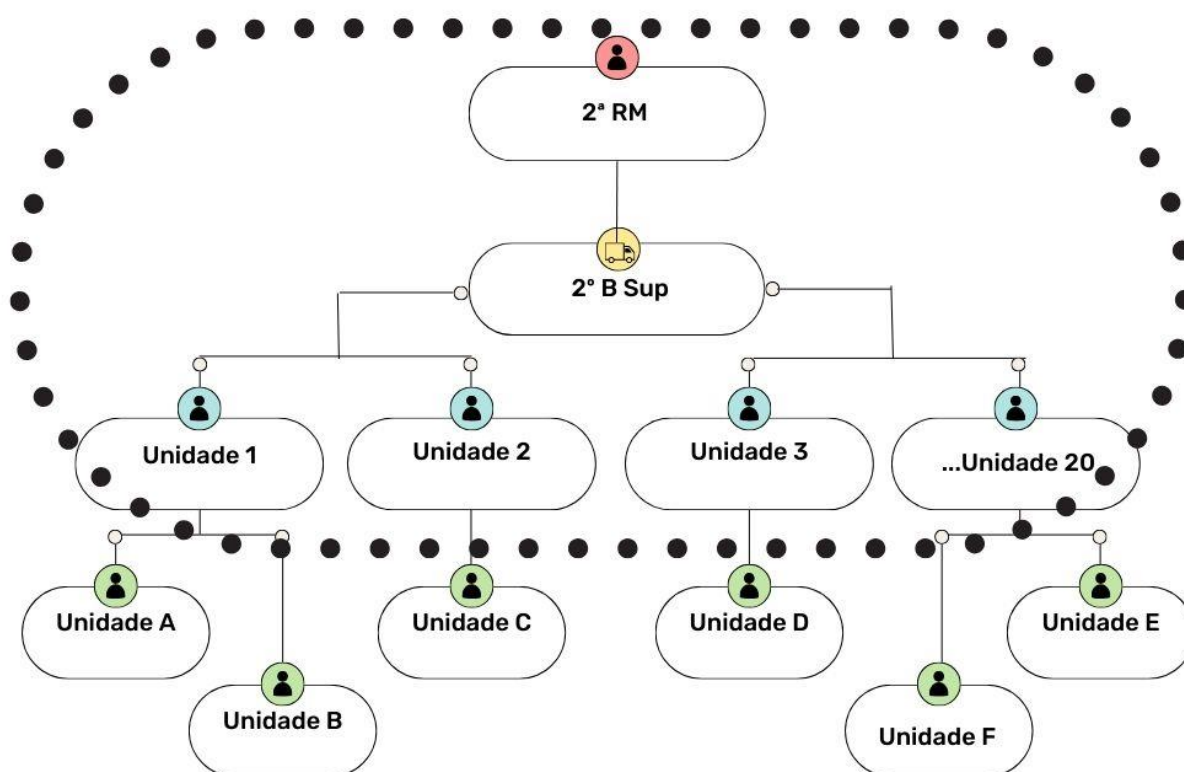 2ª RM
2º B Sup
Unidade 1
Unidade 2
Unidade 3
...Unidade 20
Unidade A
Unidade C
Unidade D
Unidade E
Unidade B
Unidade F